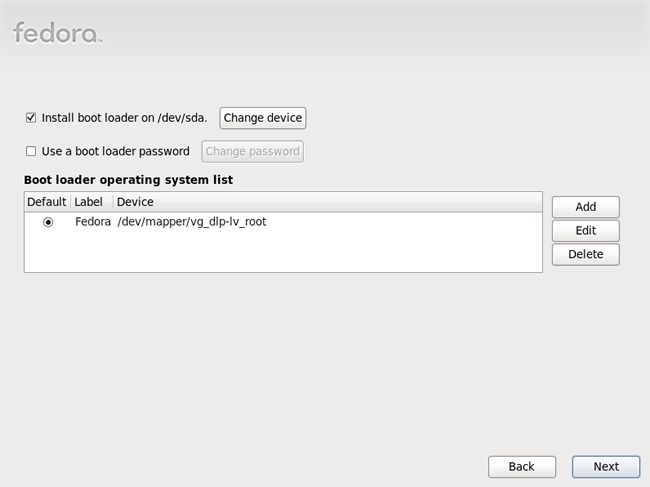 fedora™
Install boot loader on /dev/sda. Change device
Use a boot loader password Change password
Boot loader operating system list
Default Label Device
Fedora /dev/mapper/vg_dlp-lv_root
Add
Edit
Delete
Back Next